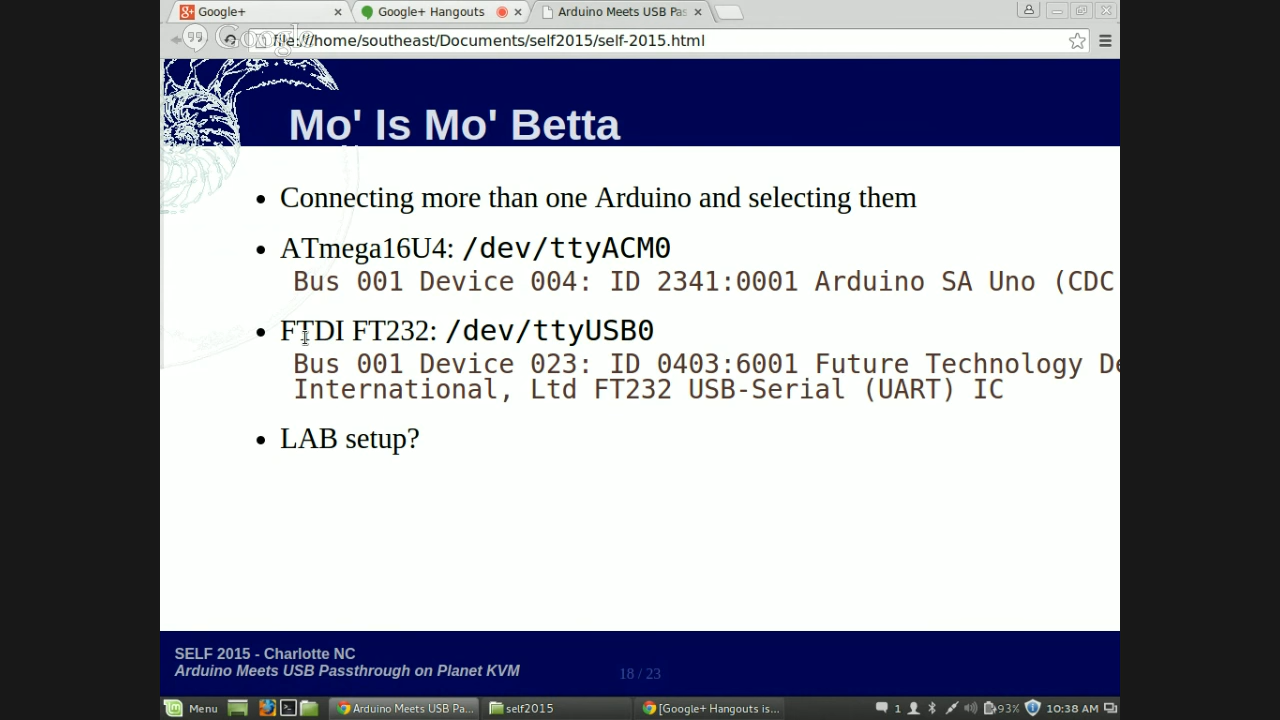 Google+
Google+ Hangouts
Arduino Meets USB Pas
Google
file:///home/southeast/Documents/self2015/self-2015.html
Mo' Is Mo' Betta
• Connecting more than one Arduino and selecting them
• ATmega16U4: /dev/ttyACM0
Bus 001 Device 004: ID 2341:0001 Arduino SA Uno (CDC
• FTDI FT232: /dev/ttyUSB0
Bus 001 Device 023: ID 0403:6001 Future Technology De
International, Ltd FT232 USB-Serial (UART) IC
• LAB setup?
SELF 2015 - Charlotte NC
Arduino Meets USB Passthrough on Planet KVM
18 / 23
Menu
Arduino Meets USB Pa...
self2015
[Google+ Hangouts is...
1
93%
10:38 AM